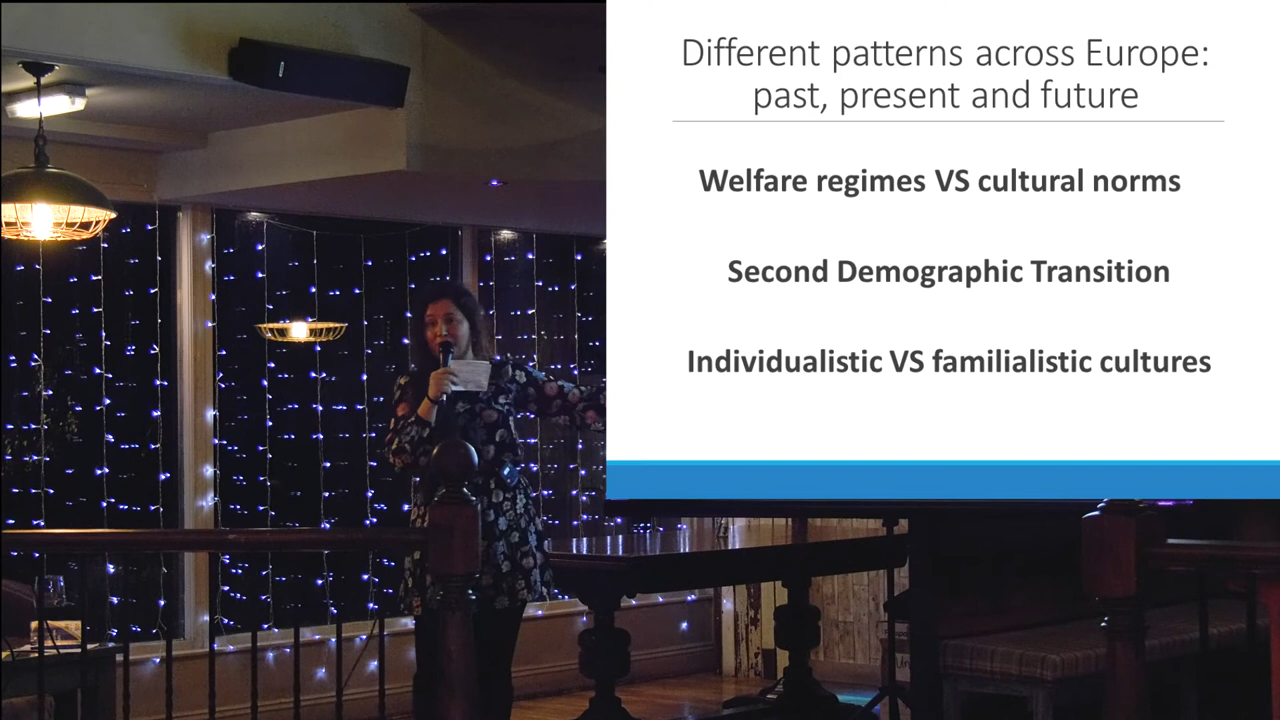 Different patterns across Europe:
past, present and future
Welfare regimes VS cultural norms
Second Demographic Transition
Individualistic VS familialistic cultures